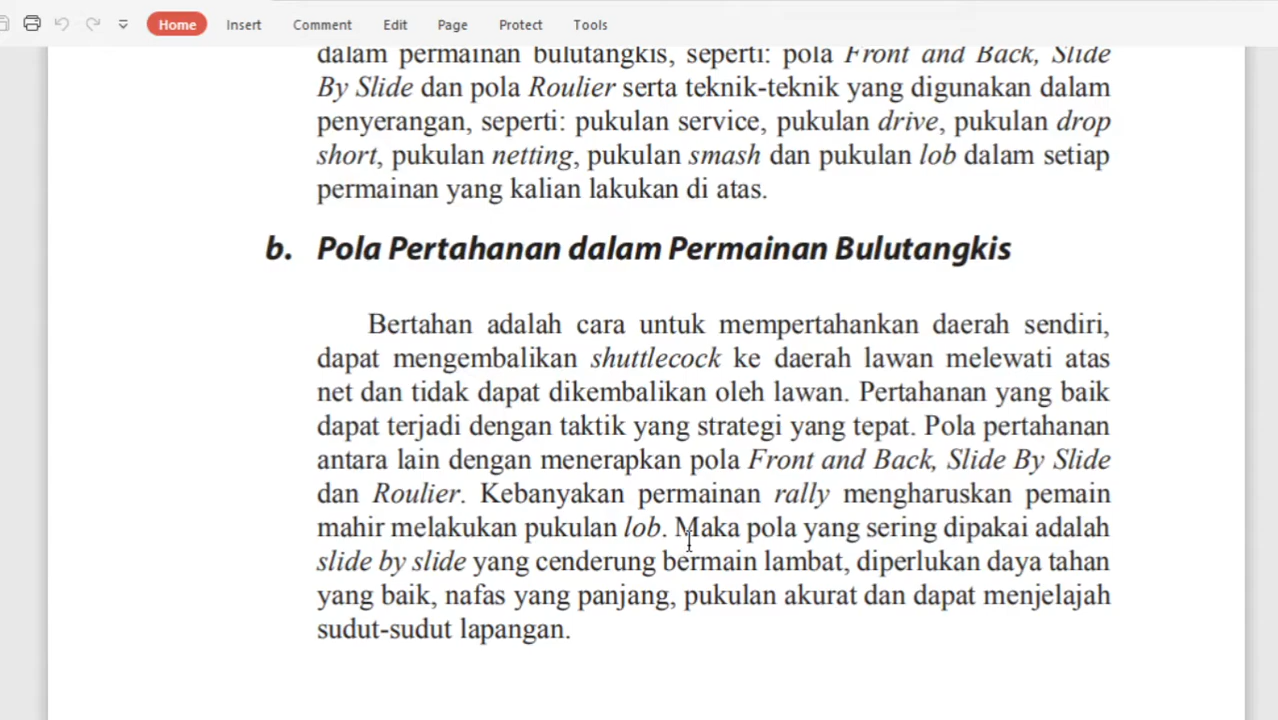 Home Insert Comment Edit Page Protect Tools
dalam permainan bulutangkis, seperti: pola Front and Back, Slide
By Slide dan pola Roulier serta teknik-teknik yang digunakan dalam
penyerangan, seperti: pukulan service, pukulan drive, pukulan drop
short, pukulan netting, pukulan smash dan pukulan lob dalam setiap
permainan yang kalian lakukan di atas.
b. Pola Pertahanan dalam Permainan Bulutangkis
Bertahan adalah cara untuk mempertahankan daerah sendiri,
dapat mengembalikan shuttlecock ke daerah lawan melewati atas
net dan tidak dapat dikembalikan oleh lawan. Pertahanan yang baik
dapat terjadi dengan taktik yang strategi yang tepat. Pola pertahanan
antara lain dengan menerapkan pola Front and Back, Slide By Slide
dan Roulier. Kebanyakan permainan rally mengharuskan pemain
mahir melakukan pukulan lob. Maka pola yang sering dipakai adalah
slide by slide yang cenderung bermain lambat, diperlukan daya tahan
yang baik, nafas yang panjang, pukulan akurat dan dapat menjelajah
sudut-sudut lapangan.